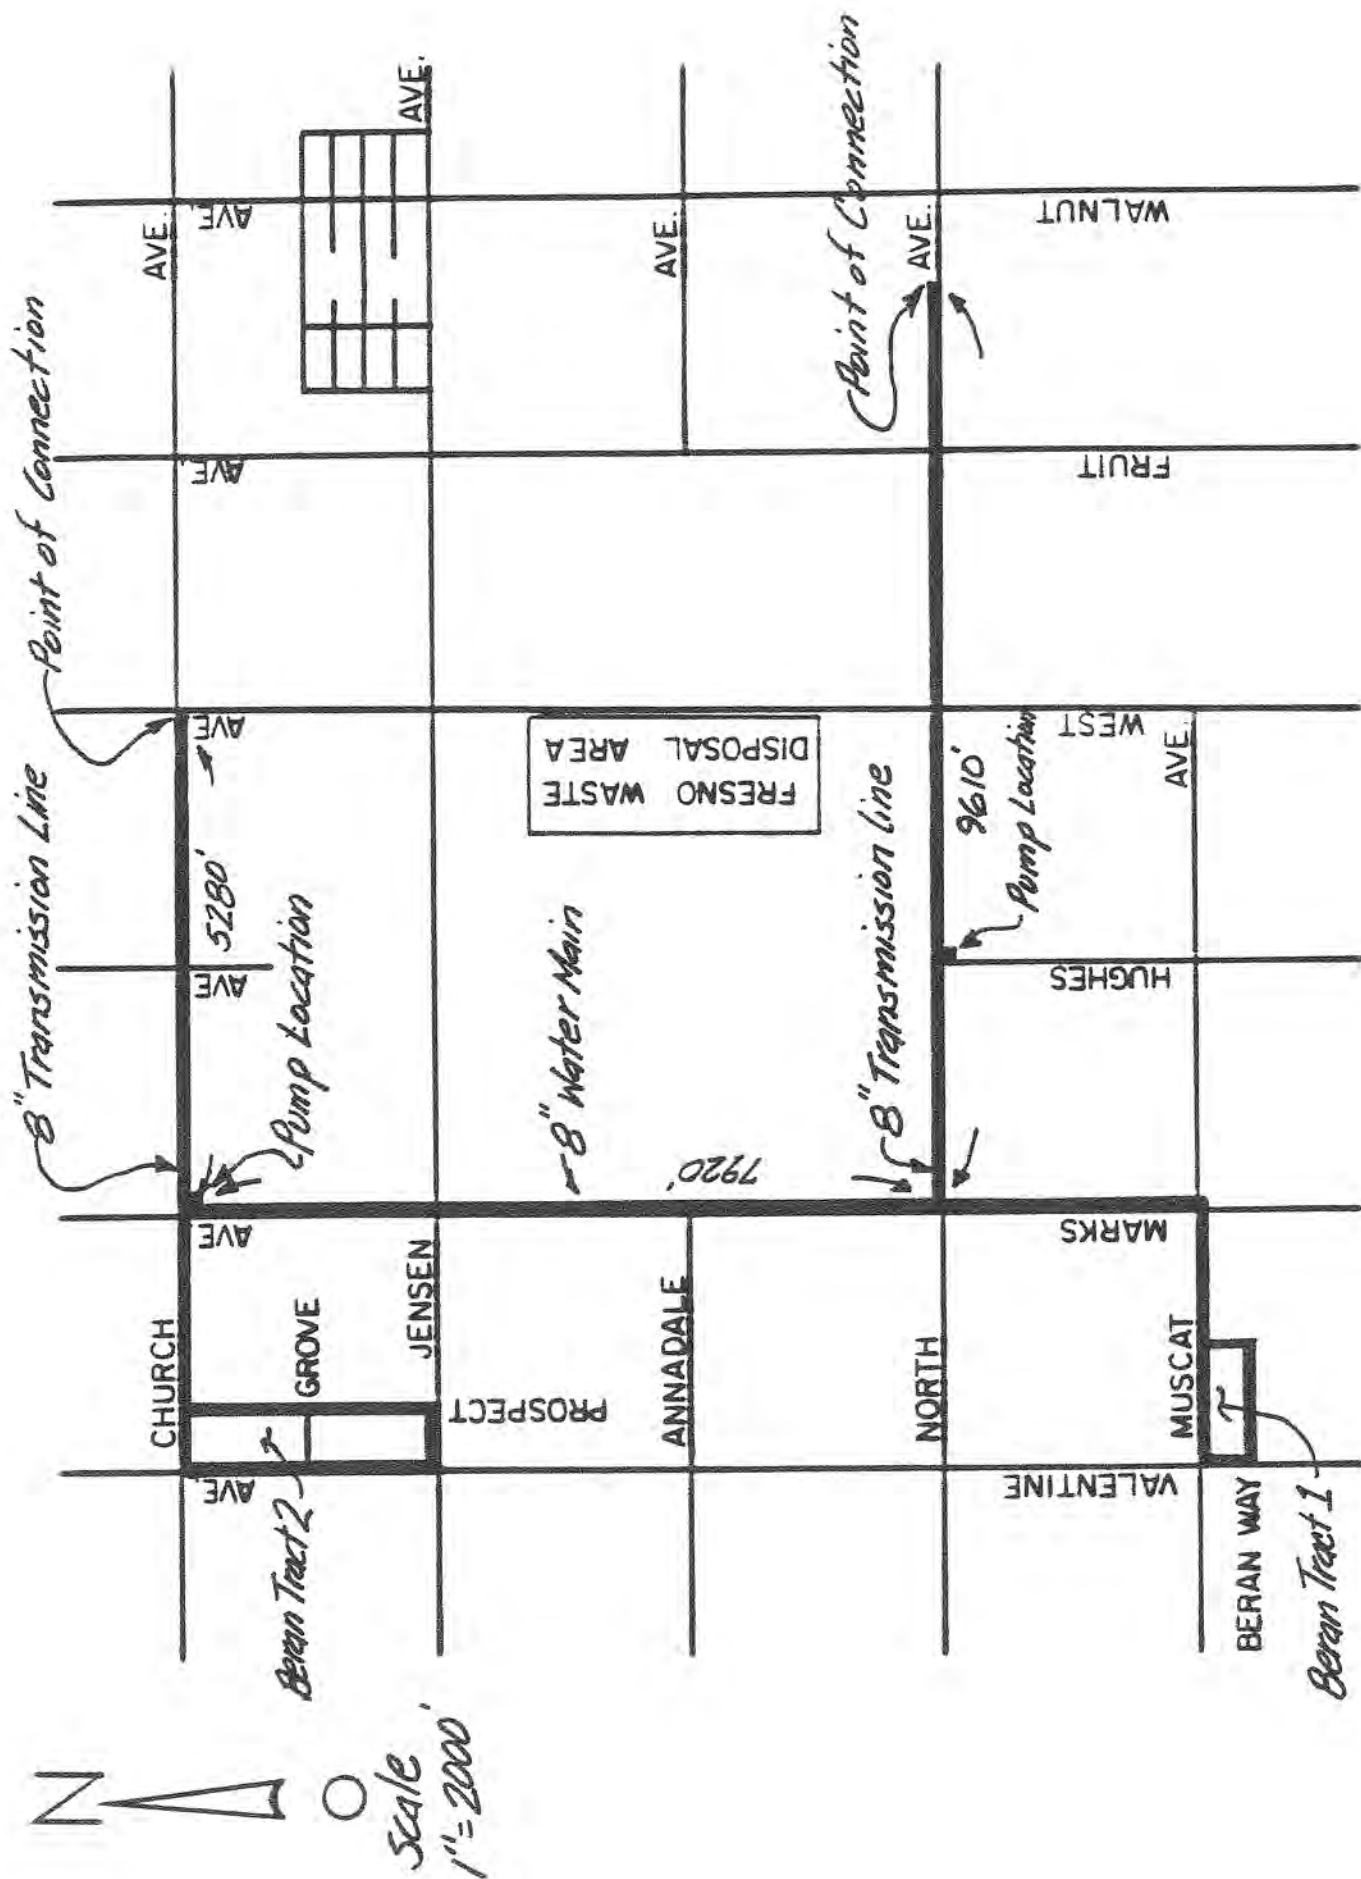 Point of Connection
8" Transmission Line
5280'
Pump Location
CHURCH
AVE.
AVE.
AVE
AVE
AVE.
AVE.
GROVE
Beran Tract 2
JENSEN
AVE.
PROSPECT
8" Water Main
FRESNO WASTE
DISPOSAL AREA
7920'
ANNADALE
AVE.
8" Transmission Line
Point of Connection
NORTH
AVE.
9610'
Pump Location
VALENTINE
MARKS
HUGHES
WEST
FRUIT
WALNUT
MUSCAT
AVE.
BERAN WAY
Beran Tract 1
N
Scale
1"=2000'